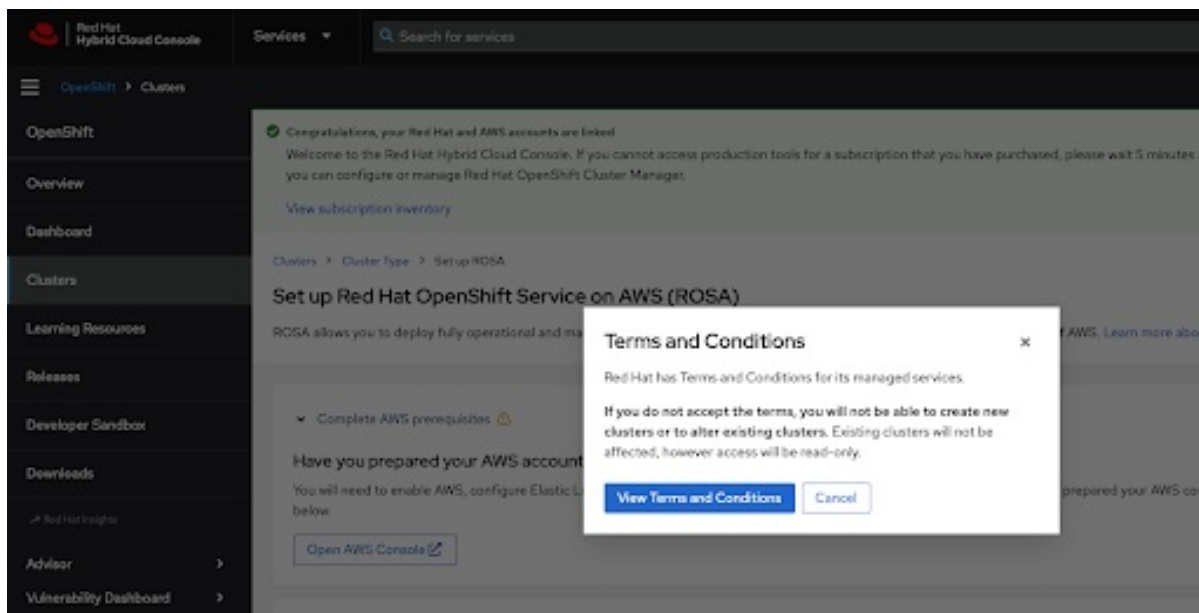 Red Hat
Hybrid Cloud Console
Services
Search for services
OpenShift > Clusters
OpenShift
Overview
Dashboard
Clusters
Learning Resources
Releases
Developer Sandbox
Downloads
Red Hat Insights
Advisor
Vulnerability Dashboard
Congratulations, your Red Hat and AWS accounts are linked
Welcome to the Red Hat Hybrid Cloud Console. If you cannot access production tools for a subscription that you have purchased, please wait 5 minutes
you can configure or manage Red Hat OpenShift Cluster Manager.
View subscription inventory
Clusters > Cluster Type > Set up ROSA
Set up Red Hat OpenShift Service on AWS (ROSA)
ROSA allows you to deploy fully operational and ma
f AWS. Learn more abo
Complete AWS prerequisites
Have you prepared your AWS account
You will need to enable AWS, configure Elastic L
prepared your AWS co
below.
Open AWS Console
Terms and Conditions
Red Hat has Terms and Conditions for its managed services.
If you do not accept the terms, you will not be able to create new
clusters or to alter existing clusters. Existing clusters will not be
affected, however access will be read-only.
View Terms and Conditions
Cancel